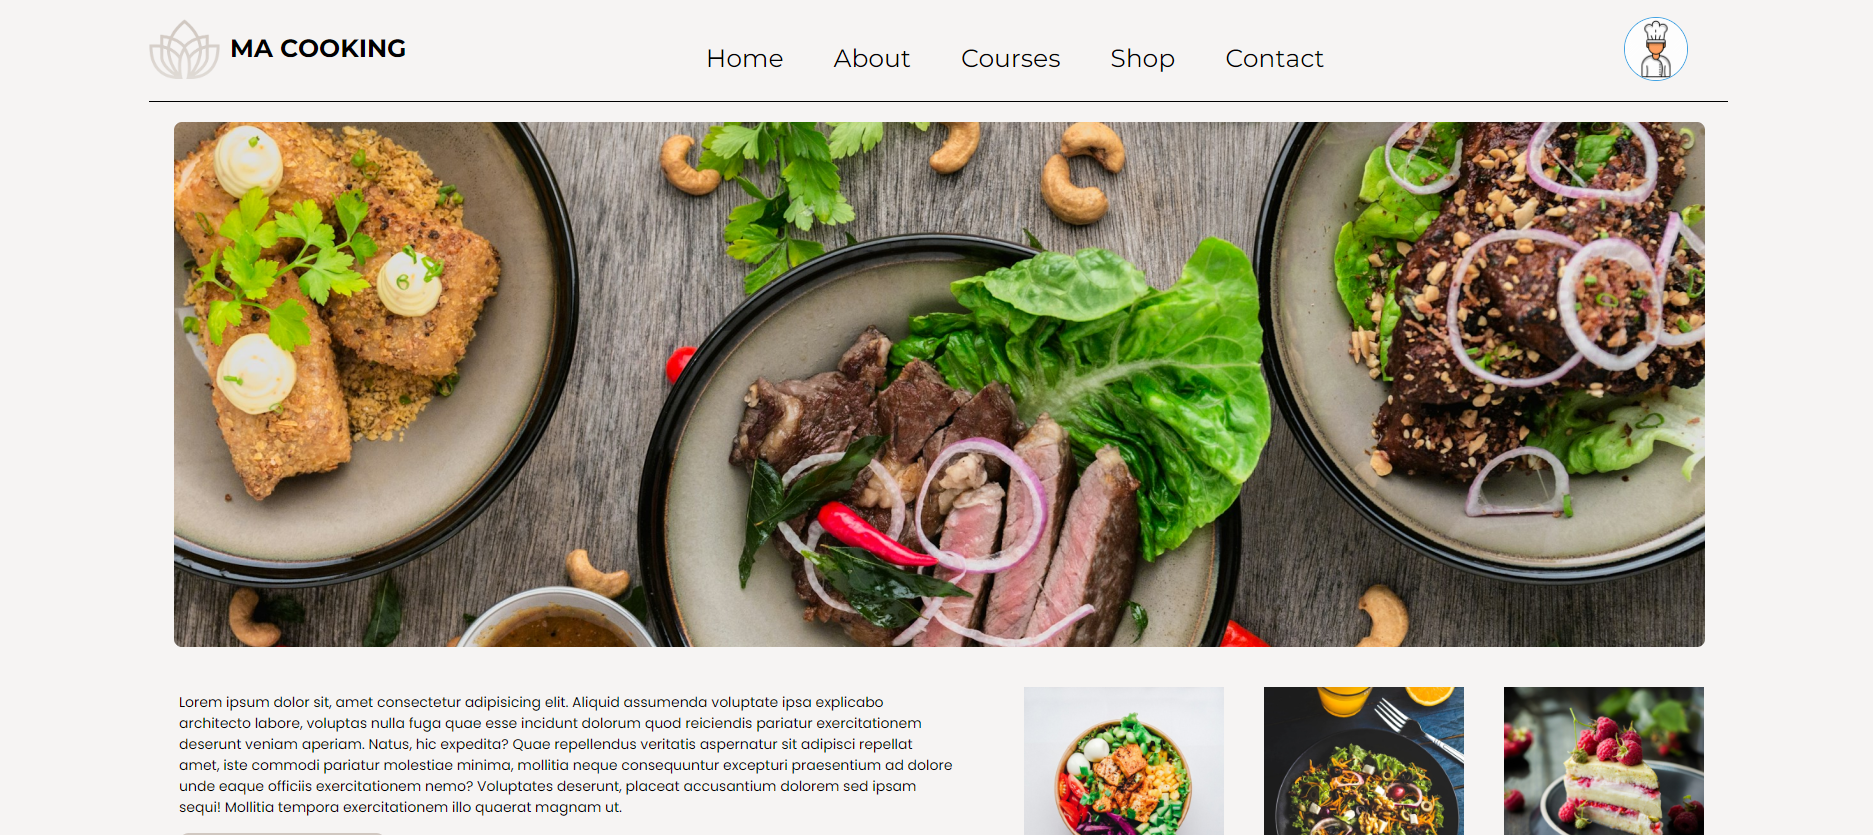 MA COOKING
Home About Courses Shop Contact
Lorem ipsum dolor sit, amet consectetur adipisicing elit. Aliquid assumenda voluptate ipsa explicabo
architecto labore, voluptas nulla fuga quae esse incidunt dolorum quod reiciendis pariatur exercitationem
deserunt veniam aperiam. Natus, hic expedita? Quae repellendus veritatis aspernatur sit adipisci repellat
amet, iste commodi pariatur molestiae minima, mollitia neque consequuntur excepturi praesentium ad dolore
unde eaque officiis exercitationem nemo? Voluptates deserunt, placeat accusantium dolorem sed ipsam
sequi! Mollitia tempora exercitationem illo quaerat magnam ut.